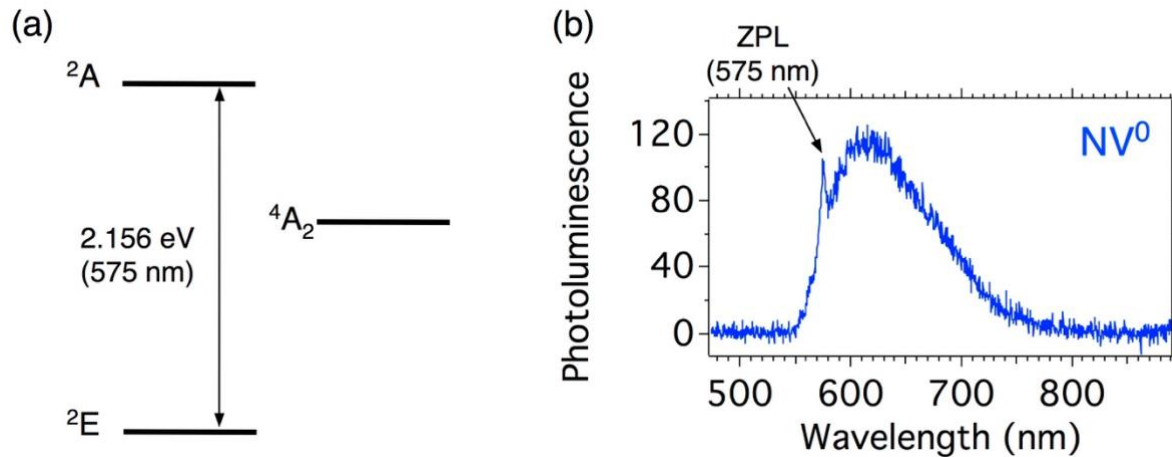 (a)
²A
2.156 eV
(575 nm)
⁴A₂
²E
(b)
ZPL
(575 nm)
NV⁰
Photoluminescence
120
80
40
0
500 600 700 800
Wavelength (nm)